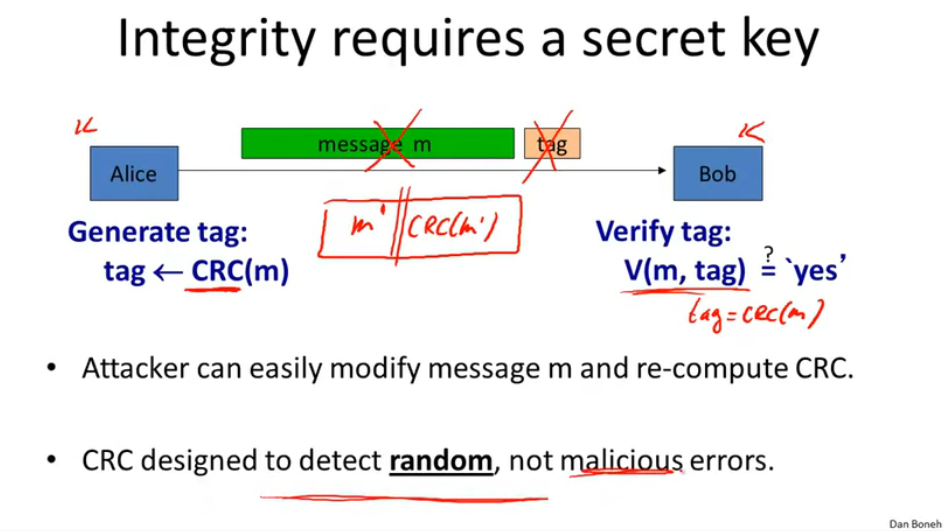 Integrity requires a secret key
K
K
message m
tag
Alice
Bob
m' || CRC(m')
Generate tag:
tag ← CRC(m)
Verify tag:
V(m, tag) ≟ `yes’
tag = CRC(m)
• Attacker can easily modify message m and re-compute CRC.
• CRC designed to detect random, not malicious errors.
Dan Boneh